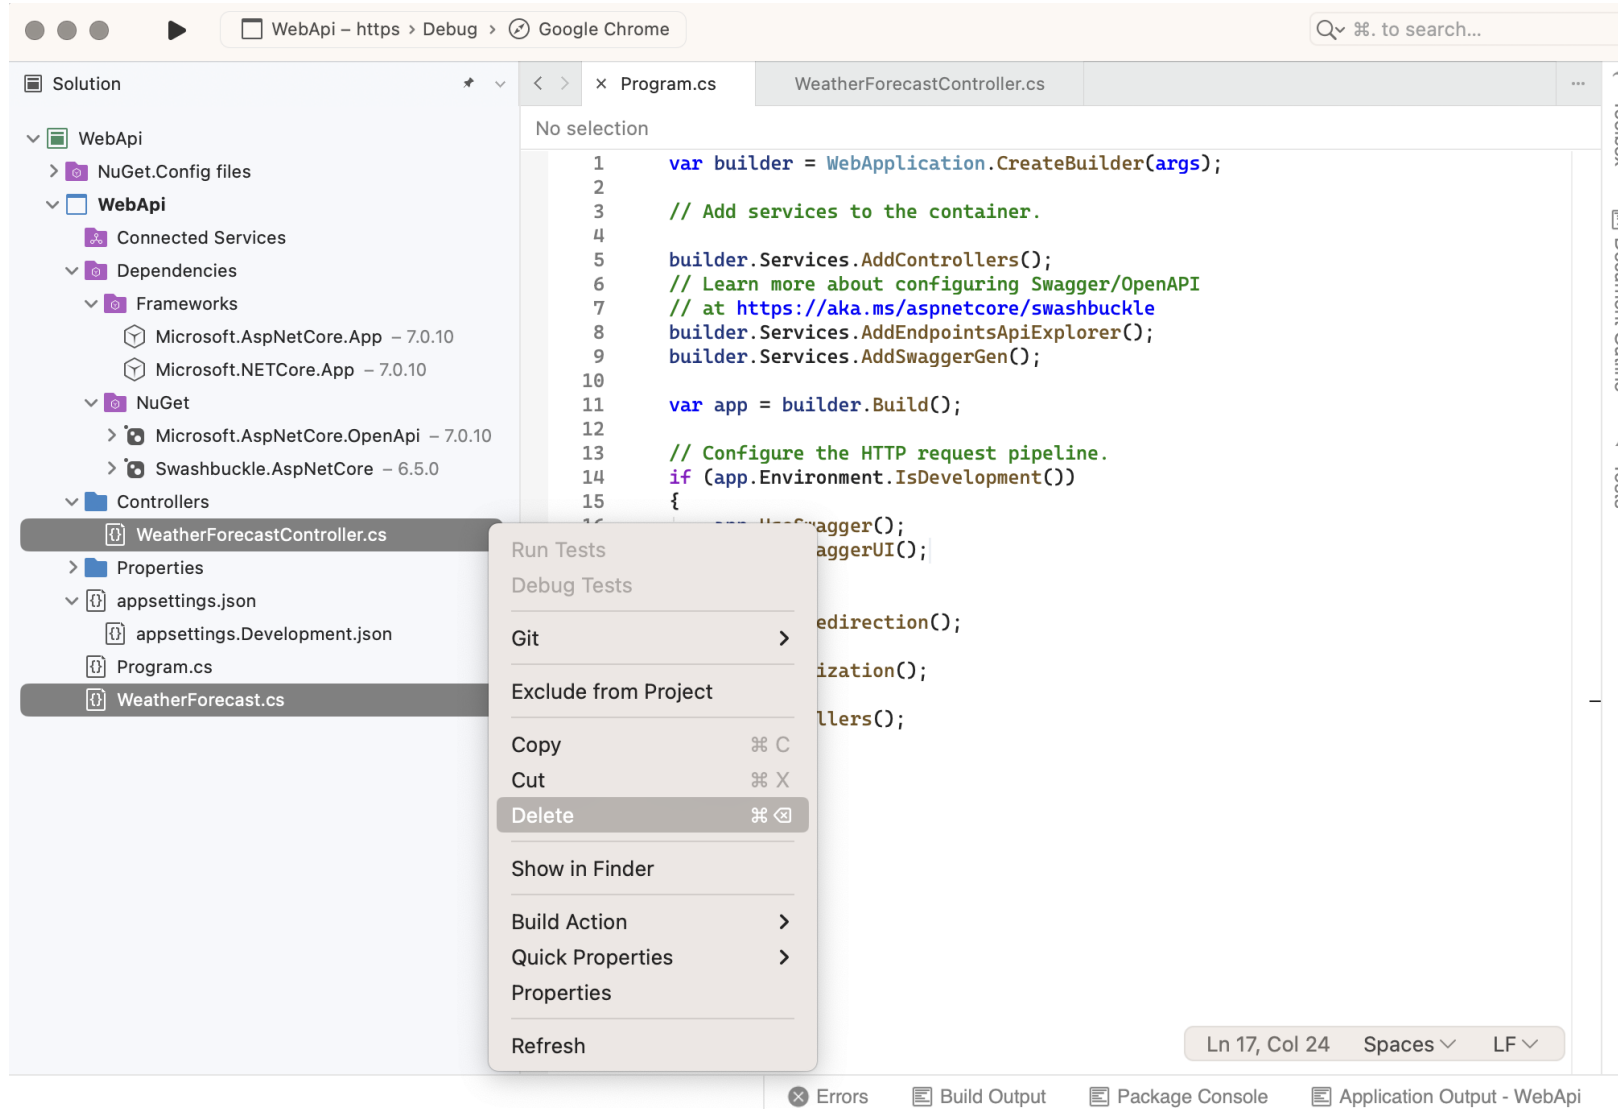 WebApi – https › Debug › Google Chrome
⌘. to search...
Solution
Program.cs
WeatherForecastController.cs
No selection
WebApi
NuGet.Config files
WebApi
Connected Services
Dependencies
Frameworks
Microsoft.AspNetCore.App – 7.0.10
Microsoft.NETCore.App – 7.0.10
NuGet
Microsoft.AspNetCore.OpenApi – 7.0.10
Swashbuckle.AspNetCore – 6.5.0
Controllers
WeatherForecastController.cs
Properties
appsettings.json
appsettings.Development.json
Program.cs
WeatherForecast.cs
1 var builder = WebApplication.CreateBuilder(args);
2
3 // Add services to the container.
4
5 builder.Services.AddControllers();
6 // Learn more about configuring Swagger/OpenAPI
7 // at https://aka.ms/aspnetcore/swashbuckle
8 builder.Services.AddEndpointsApiExplorer();
9 builder.Services.AddSwaggerGen();
10
11 var app = builder.Build();
12
13 // Configure the HTTP request pipeline.
14 if (app.Environment.IsDevelopment())
15 {
16 app.UseSwagger();
aggerUI();
edirection();
ization();
llers();
Run Tests
Debug Tests
Git
Exclude from Project
Copy ⌘ C
Cut ⌘ X
Delete ⌘ ⌫
Show in Finder
Build Action
Quick Properties
Properties
Refresh
Ln 17, Col 24 Spaces LF
Errors Build Output Package Console Application Output - WebApi